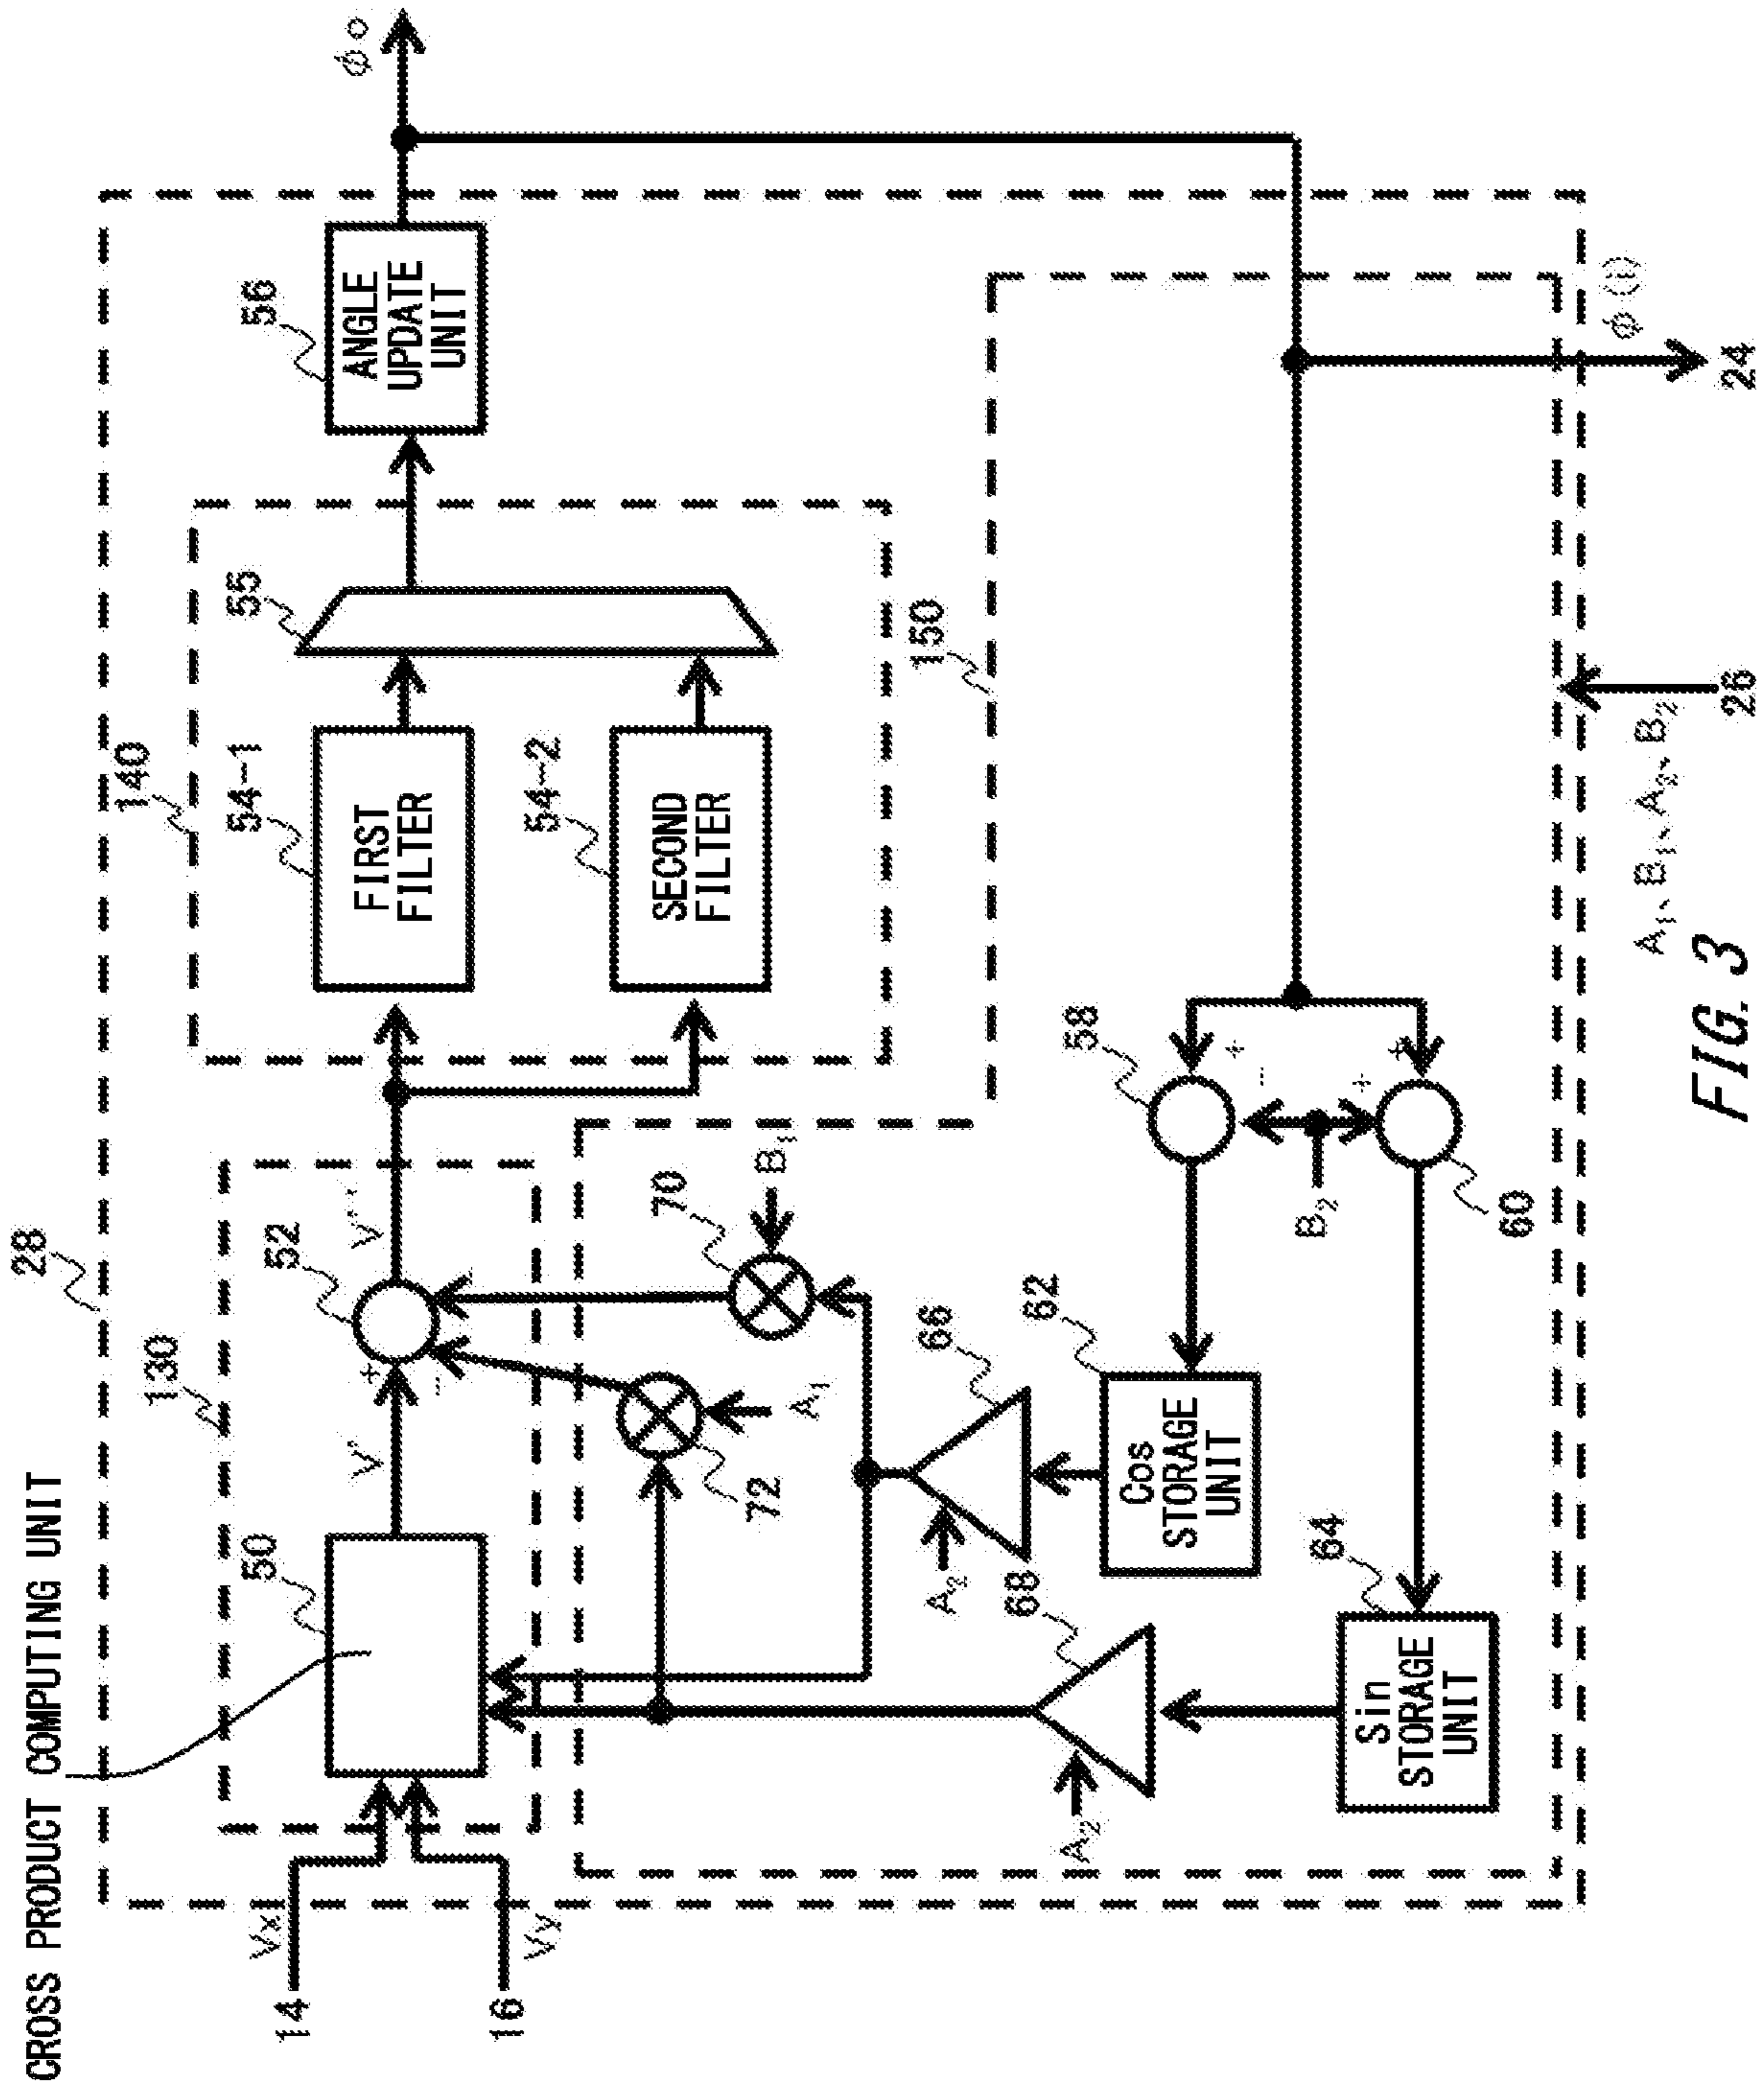 CROSS PRODUCT COMPUTING UNIT
28
130
140
50
52
54-1
55
56
14
Vx
16
Vy
V'
V''
+
-
-
FIRST
FILTER
54-2
SECOND
FILTER
ANGLE
UPDATE
UNIT
φo
72
A₁
70
B₁
150
66
A₂
68
A₂
62
Cos
STORAGE
UNIT
64
Sin
STORAGE
UNIT
58
+
-
B₂
+
+
60
φ(i)
24
A₁、B₁、A₂、B₂
26
FIG. 3